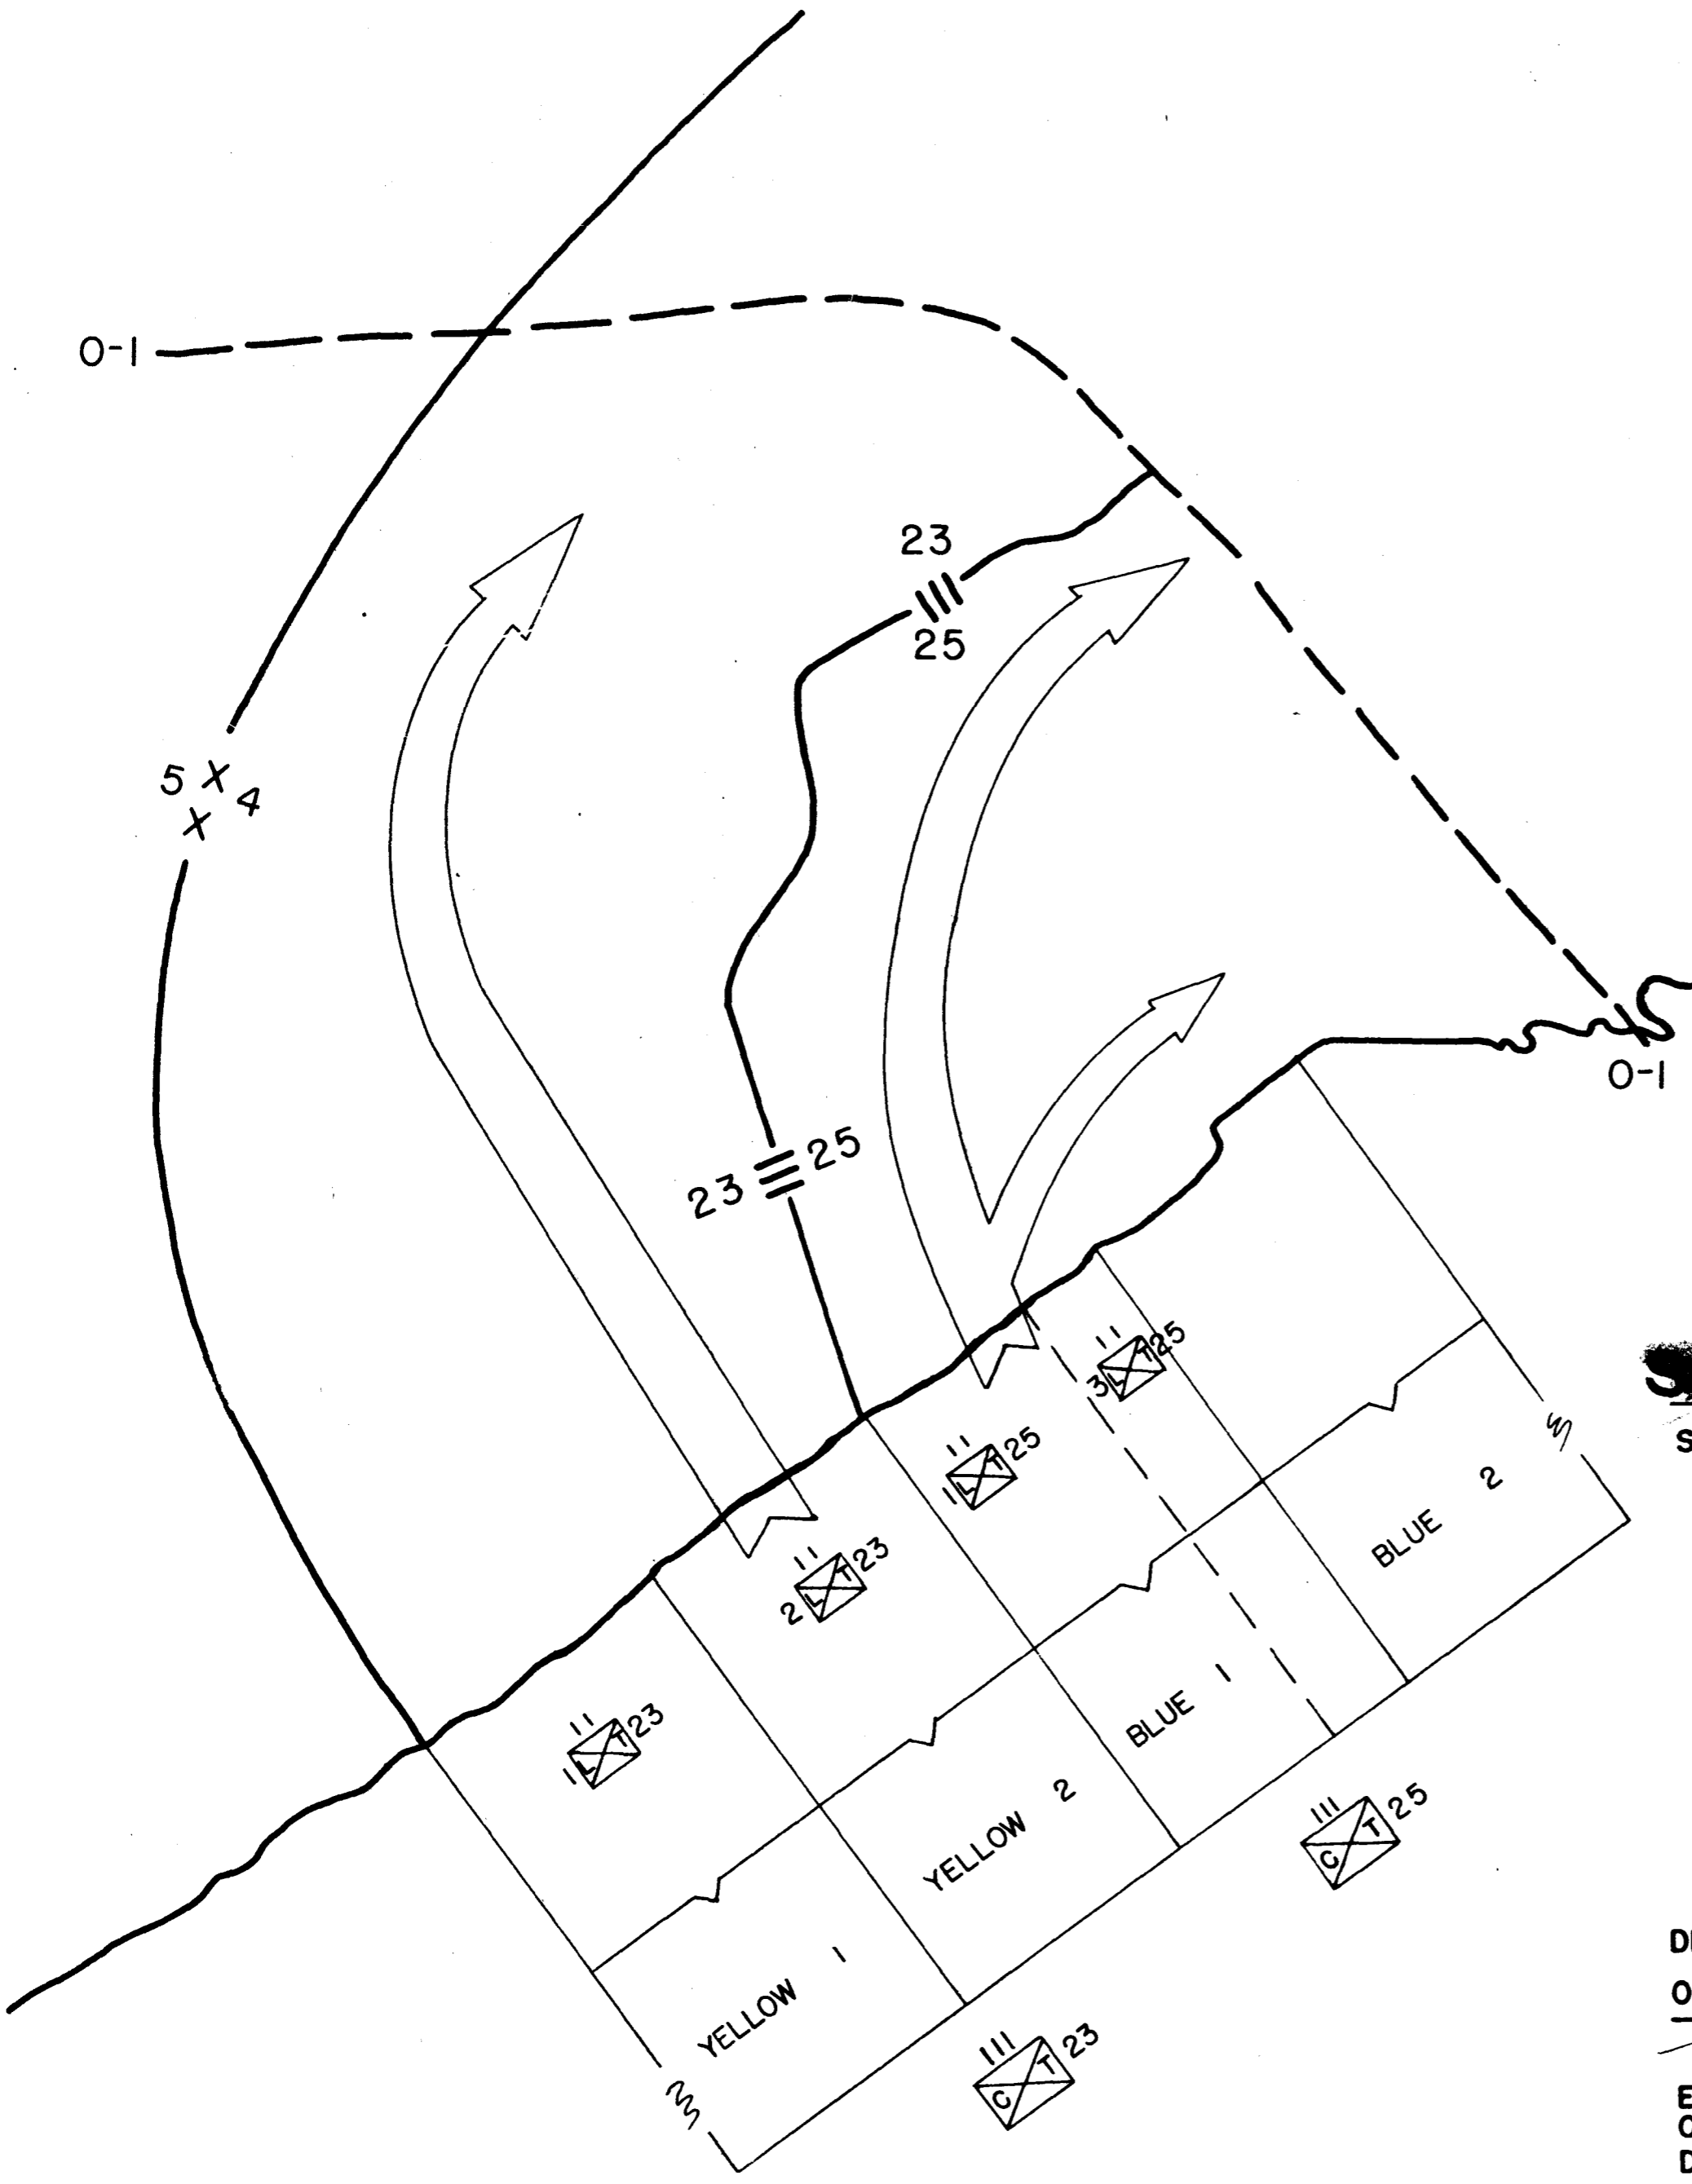 O-1
23
25
5 X 4
X
O-1
23 25
3 L T 25
1 L T 25
2 L T 23
BLUE 2
1 L T 23
BLUE 1
YELLOW 2
C T 25
YELLOW 1
C T 23